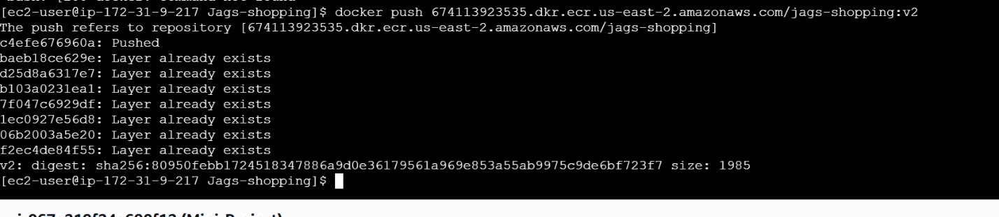 [ec2-user@ip-172-31-9-217 Jags-shopping]$ docker push 674113923535.dkr.ecr.us-east-2.amazonaws.com/jags-shopping:v2
The push refers to repository [674113923535.dkr.ecr.us-east-2.amazonaws.com/jags-shopping]
c4efe676960a: Pushed
baeb18ce629e: Layer already exists
d25d8a6317e7: Layer already exists
b103a0231ea1: Layer already exists
7f047c6929df: Layer already exists
1ec0927e56d8: Layer already exists
06b2003a5e20: Layer already exists
f2ec4de84f55: Layer already exists
v2: digest: sha256:80950febb1724518347886a9d0e36179561a969e853a55ab9975c9de6bf723f7 size: 1985
[ec2-user@ip-172-31-9-217 Jags-shopping]$